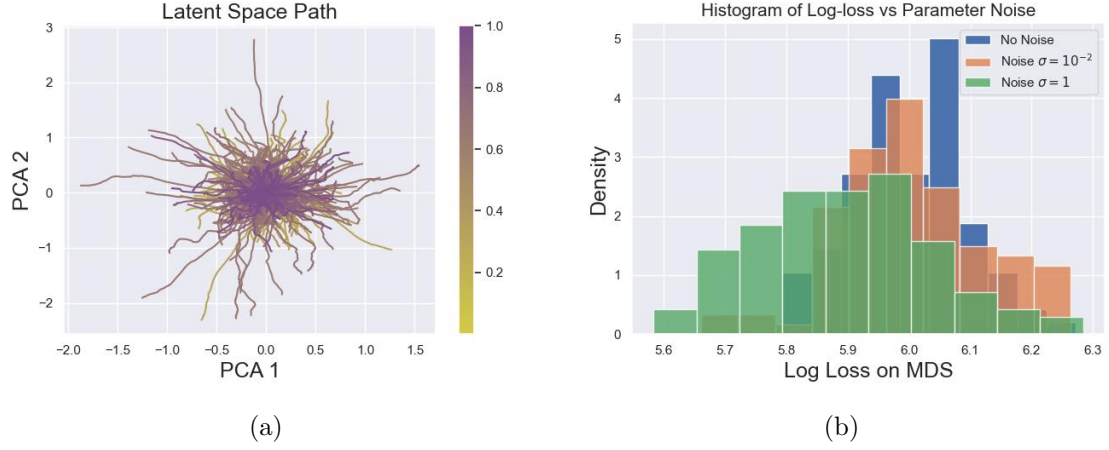 Latent Space Path
3
2
1
0
−1
−2
PCA 2
−2.0 −1.5 −1.0 −0.5 0.0 0.5 1.0 1.5
PCA 1
1.0
0.8
0.6
0.4
0.2
(a)
Histogram of Log-loss vs Parameter Noise
No Noise
Noise σ = 10⁻²
Noise σ = 1
5
4
3
2
1
0
Density
5.6 5.7 5.8 5.9 6.0 6.1 6.2 6.3
Log Loss on MDS
(b)